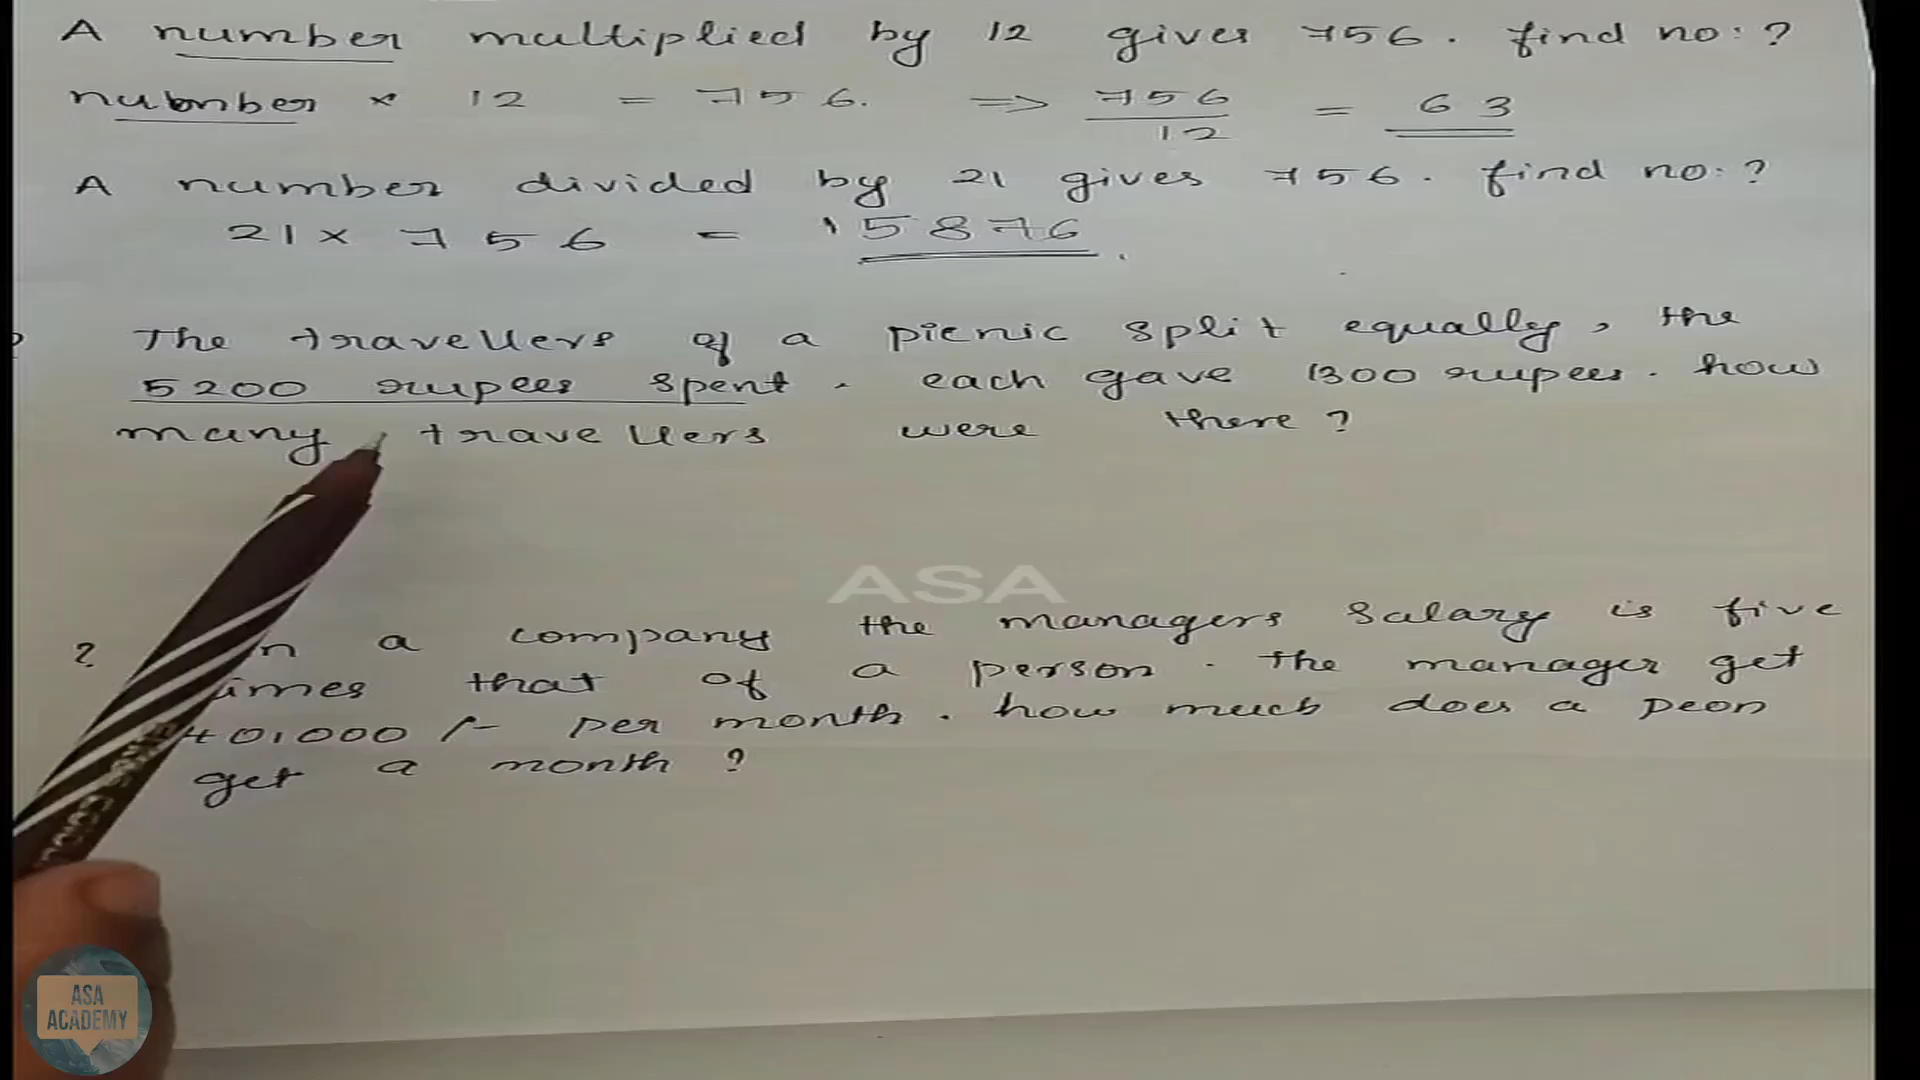 A number multiplied by 12 gives 756. find no:?
number × 12 = 756. => 756/12 = 63
A number divided by 21 gives 756. find no:?
21 × 756 = 15876.
? The travellers of a picnic split equally, the
5200 rupees spent. each gave 1300 rupees. how
many travellers were there?
ASA
? a company the managers salary is five
that of a person. The manager get
000/- per month. how much does a peon
get a month?
ASA
ACADEMY